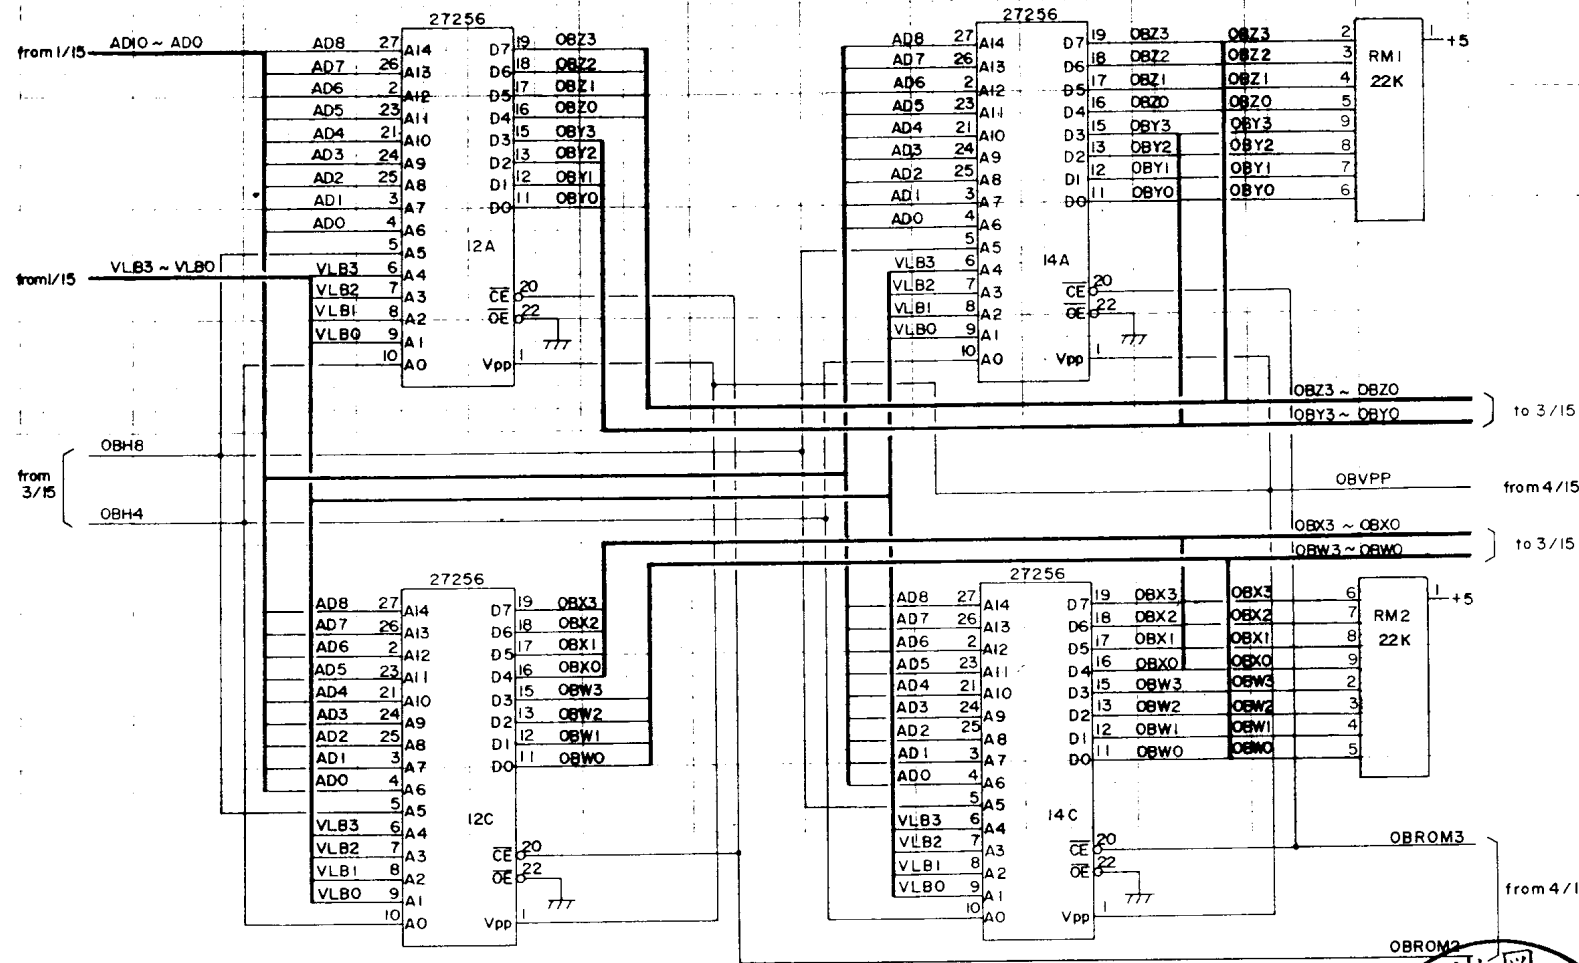 from 1/15
AD10 ~ AD0
27256
AD8 27 A14 D7 19 OBZ3
AD7 26 A13 D6 18 OBZ2
AD6 2 A12 D5 17 OBZ1
AD5 23 A11 D4 16 OBZ0
AD4 21 A10 D3 15 OBY3
AD3 24 A9 D2 13 OBY2
AD2 25 A8 D1 12 OBY1
AD1 3 A7 D0 11 OBY0
AD0 4 A6
5 A5 12A
from 1/15
VLB3 ~ VLB0
VLB3 6 A4
VLB2 7 A3 CE 20
VLB1 8 A2 OE 22
VLB0 9 A1
10 A0 Vpp 1
27256
AD8 27 A14 D7 19 OBZ3 OBZ3 2
AD7 26 A13 D6 18 OBZ2 OBZ2 3
AD6 2 A12 D5 17 OBZ1 OBZ1 4
AD5 23 A11 D4 16 OBZ0 OBZ0 5
AD4 21 A10 D3 15 OBY3 OBY3 9
AD3 24 A9 D2 13 OBY2 OBY2 8
AD2 25 A8 D1 12 OBY1 OBY1 7
AD1 3 A7 D0 11 OBY0 OBY0 6
AD0 4 A6
5 A5 14A
VLB3 6 A4
VLB2 7 A3 CE 20
VLB1 8 A2 OE 22
VLB0 9 A1
10 A0 Vpp 1
RM1
22K
1 +5
OBZ3 ~ OBZ0
OBY3 ~ OBY0
to 3/15
OBH8
from
3/15
OBH4
OBVPP
from 4/15
OBX3 ~ OBX0
OBW3 ~ OBW0
to 3/15
27256
AD8 27 A14 D7 19 OBX3
AD7 26 A13 D6 18 OBX2
AD6 2 A12 D5 17 OBX1
AD5 23 A11 D4 16 OBX0
AD4 21 A10 D3 15 OBW3
AD3 24 A9 D2 13 OBW2
AD2 25 A8 D1 12 OBW1
AD1 3 A7 D0 11 OBW0
AD0 4 A6
5 A5 12C
VLB3 6 A4
VLB2 7 A3 CE 20
VLB1 8 A2 OE 22
VLB0 9 A1
10 A0 Vpp 1
27256
AD8 27 A14 D7 19 OBX3 OBX3 6
AD7 26 A13 D6 18 OBX2 OBX2 7
AD6 2 A12 D5 17 OBX1 OBX1 8
AD5 23 A11 D4 16 OBX0 OBX0 9
AD4 21 A10 D3 15 OBW3 OBW3 2
AD3 24 A9 D2 13 OBW2 OBW2 3
AD2 25 A8 D1 12 OBW1 OBW1 4
AD1 3 A7 D0 11 OBW0 OBW0 5
AD0 4 A6
5 A5 14C
VLB3 6 A4
VLB2 7 A3 CE 20
VLB1 8 A2 OE 22
VLB0 9 A1
10 A0 Vpp 1
RM2
22K
1 +5
OBROM3
from 4/1
OBROM2